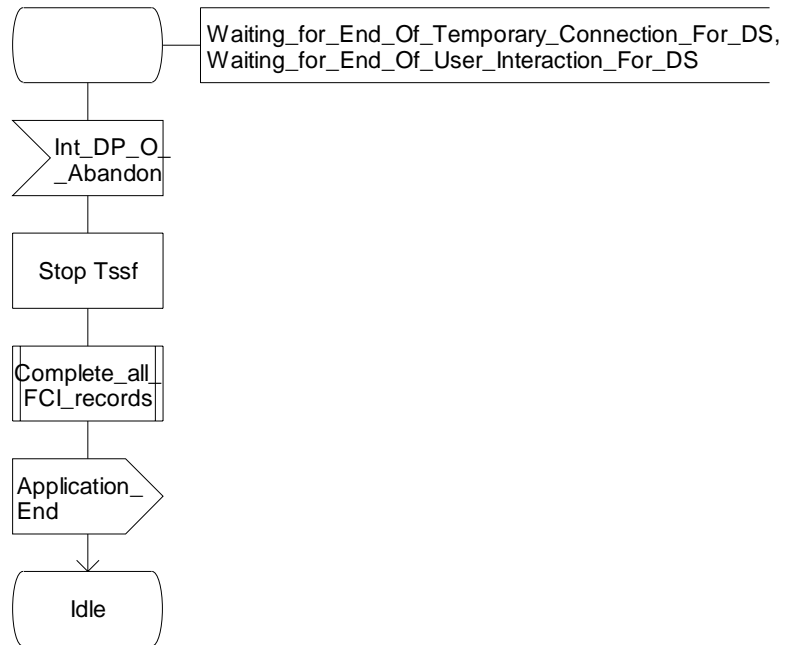 Waiting_for_End_Of_Temporary_Connection_For_DS,
Waiting_for_End_Of_User_Interaction_For_DS
Int_DP_O_
_Abandon
Stop Tssf
Complete_all_
FCI_records
Application_
End
Idle